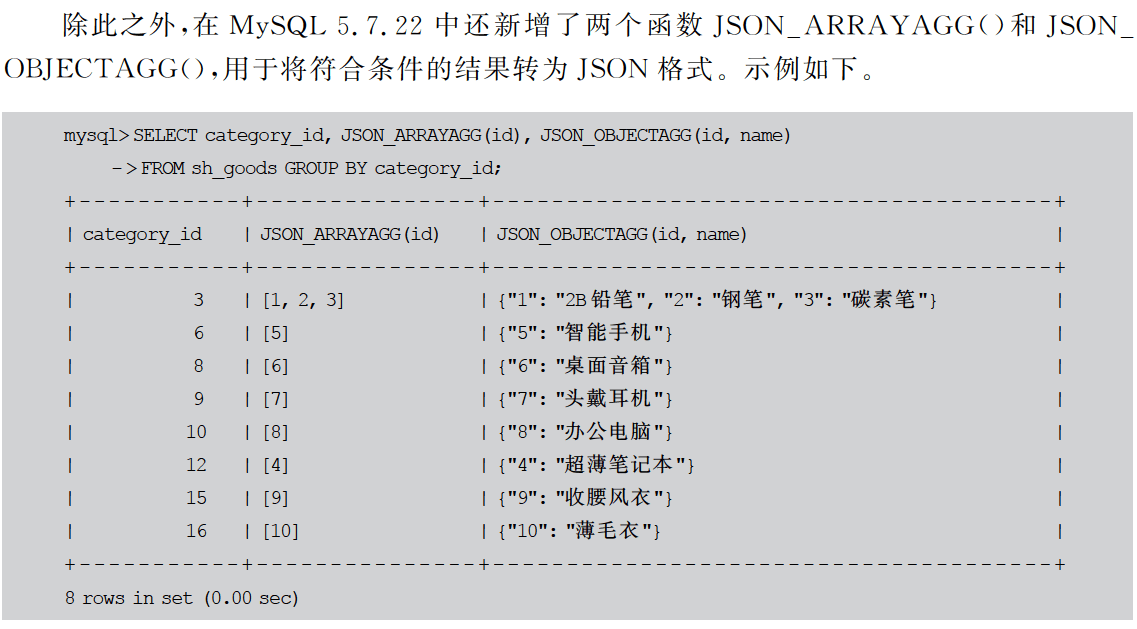 除此之外,在 MySQL 5.7.22 中还新增了两个函数 JSON_ARRAYAGG()和 JSON_
OBJECTAGG(),用于将符合条件的结果转为 JSON 格式。示例如下。
mysql>SELECT category_id, JSON_ARRAYAGG(id), JSON_OBJECTAGG(id, name)
->FROM sh_goods GROUP BY category_id;
+-----------+---------------+--------------------------------------+
| category_id | JSON_ARRAYAGG(id) | JSON_OBJECTAGG(id, name) |
+-----------+---------------+--------------------------------------+
| 3 | [1, 2, 3] | {"1": "2B 铅笔", "2": "钢笔", "3": "碳素笔"} |
| 6 | [5] | {"5": "智能手机"} |
| 8 | [6] | {"6": "桌面音箱"} |
| 9 | [7] | {"7": "头戴耳机"} |
| 10 | [8] | {"8": "办公电脑"} |
| 12 | [4] | {"4": "超薄笔记本"} |
| 15 | [9] | {"9": "收腰风衣"} |
| 16 | [10] | {"10": "薄毛衣"} |
+-----------+---------------+--------------------------------------+
8 rows in set (0.00 sec)